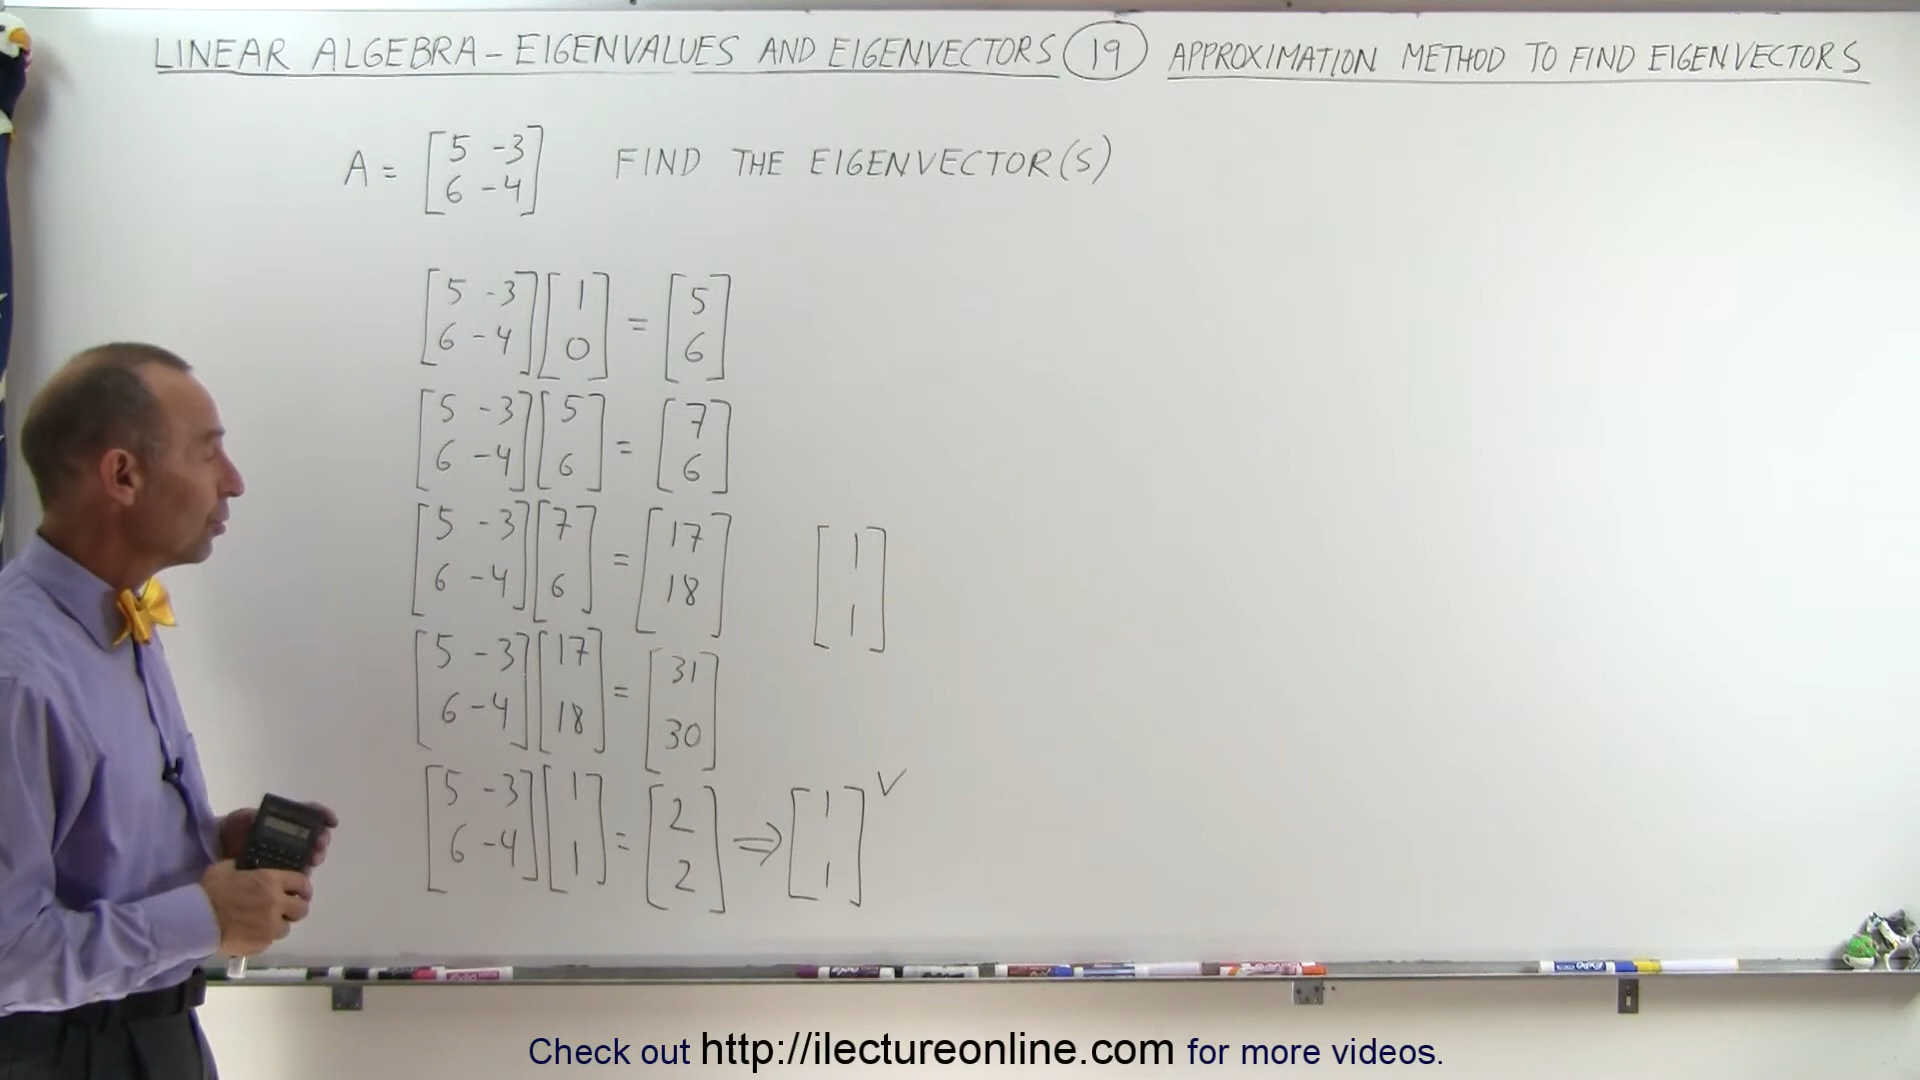 LINEAR ALGEBRA - EIGENVALUES AND EIGENVECTORS 19 APPROXIMATION METHOD TO FIND EIGENVECTORS
A = [5 -3] FIND THE EIGENVECTOR(S)
[6 -4]
[5 -3] [1] = [5]
[6 -4] [0] [6]
[5 -3] [5] = [7]
[6 -4] [6] [6]
[5 -3] [7] = [17] [1]
[6 -4] [6] [18] [1]
[5 -3] [17] = [31]
[6 -4] [18] [30]
[5 -3] [1] = [2] ⇒ [1] ✓
[6 -4] [1] [2] [1]
Check out http://ilectureonline.com for more videos.